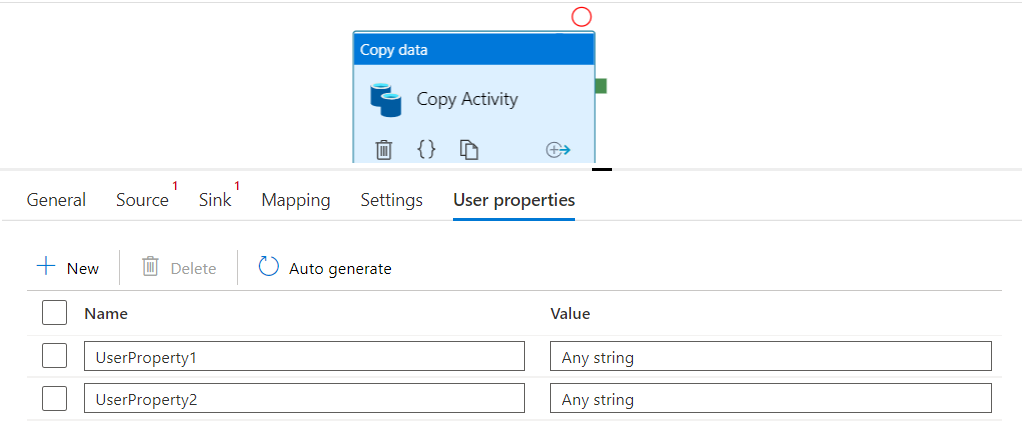 Copy data
Copy Activity
{}
General Source 1 Sink 1 Mapping Settings User properties
New Delete Auto generate
Name Value
UserProperty1 Any string
UserProperty2 Any string